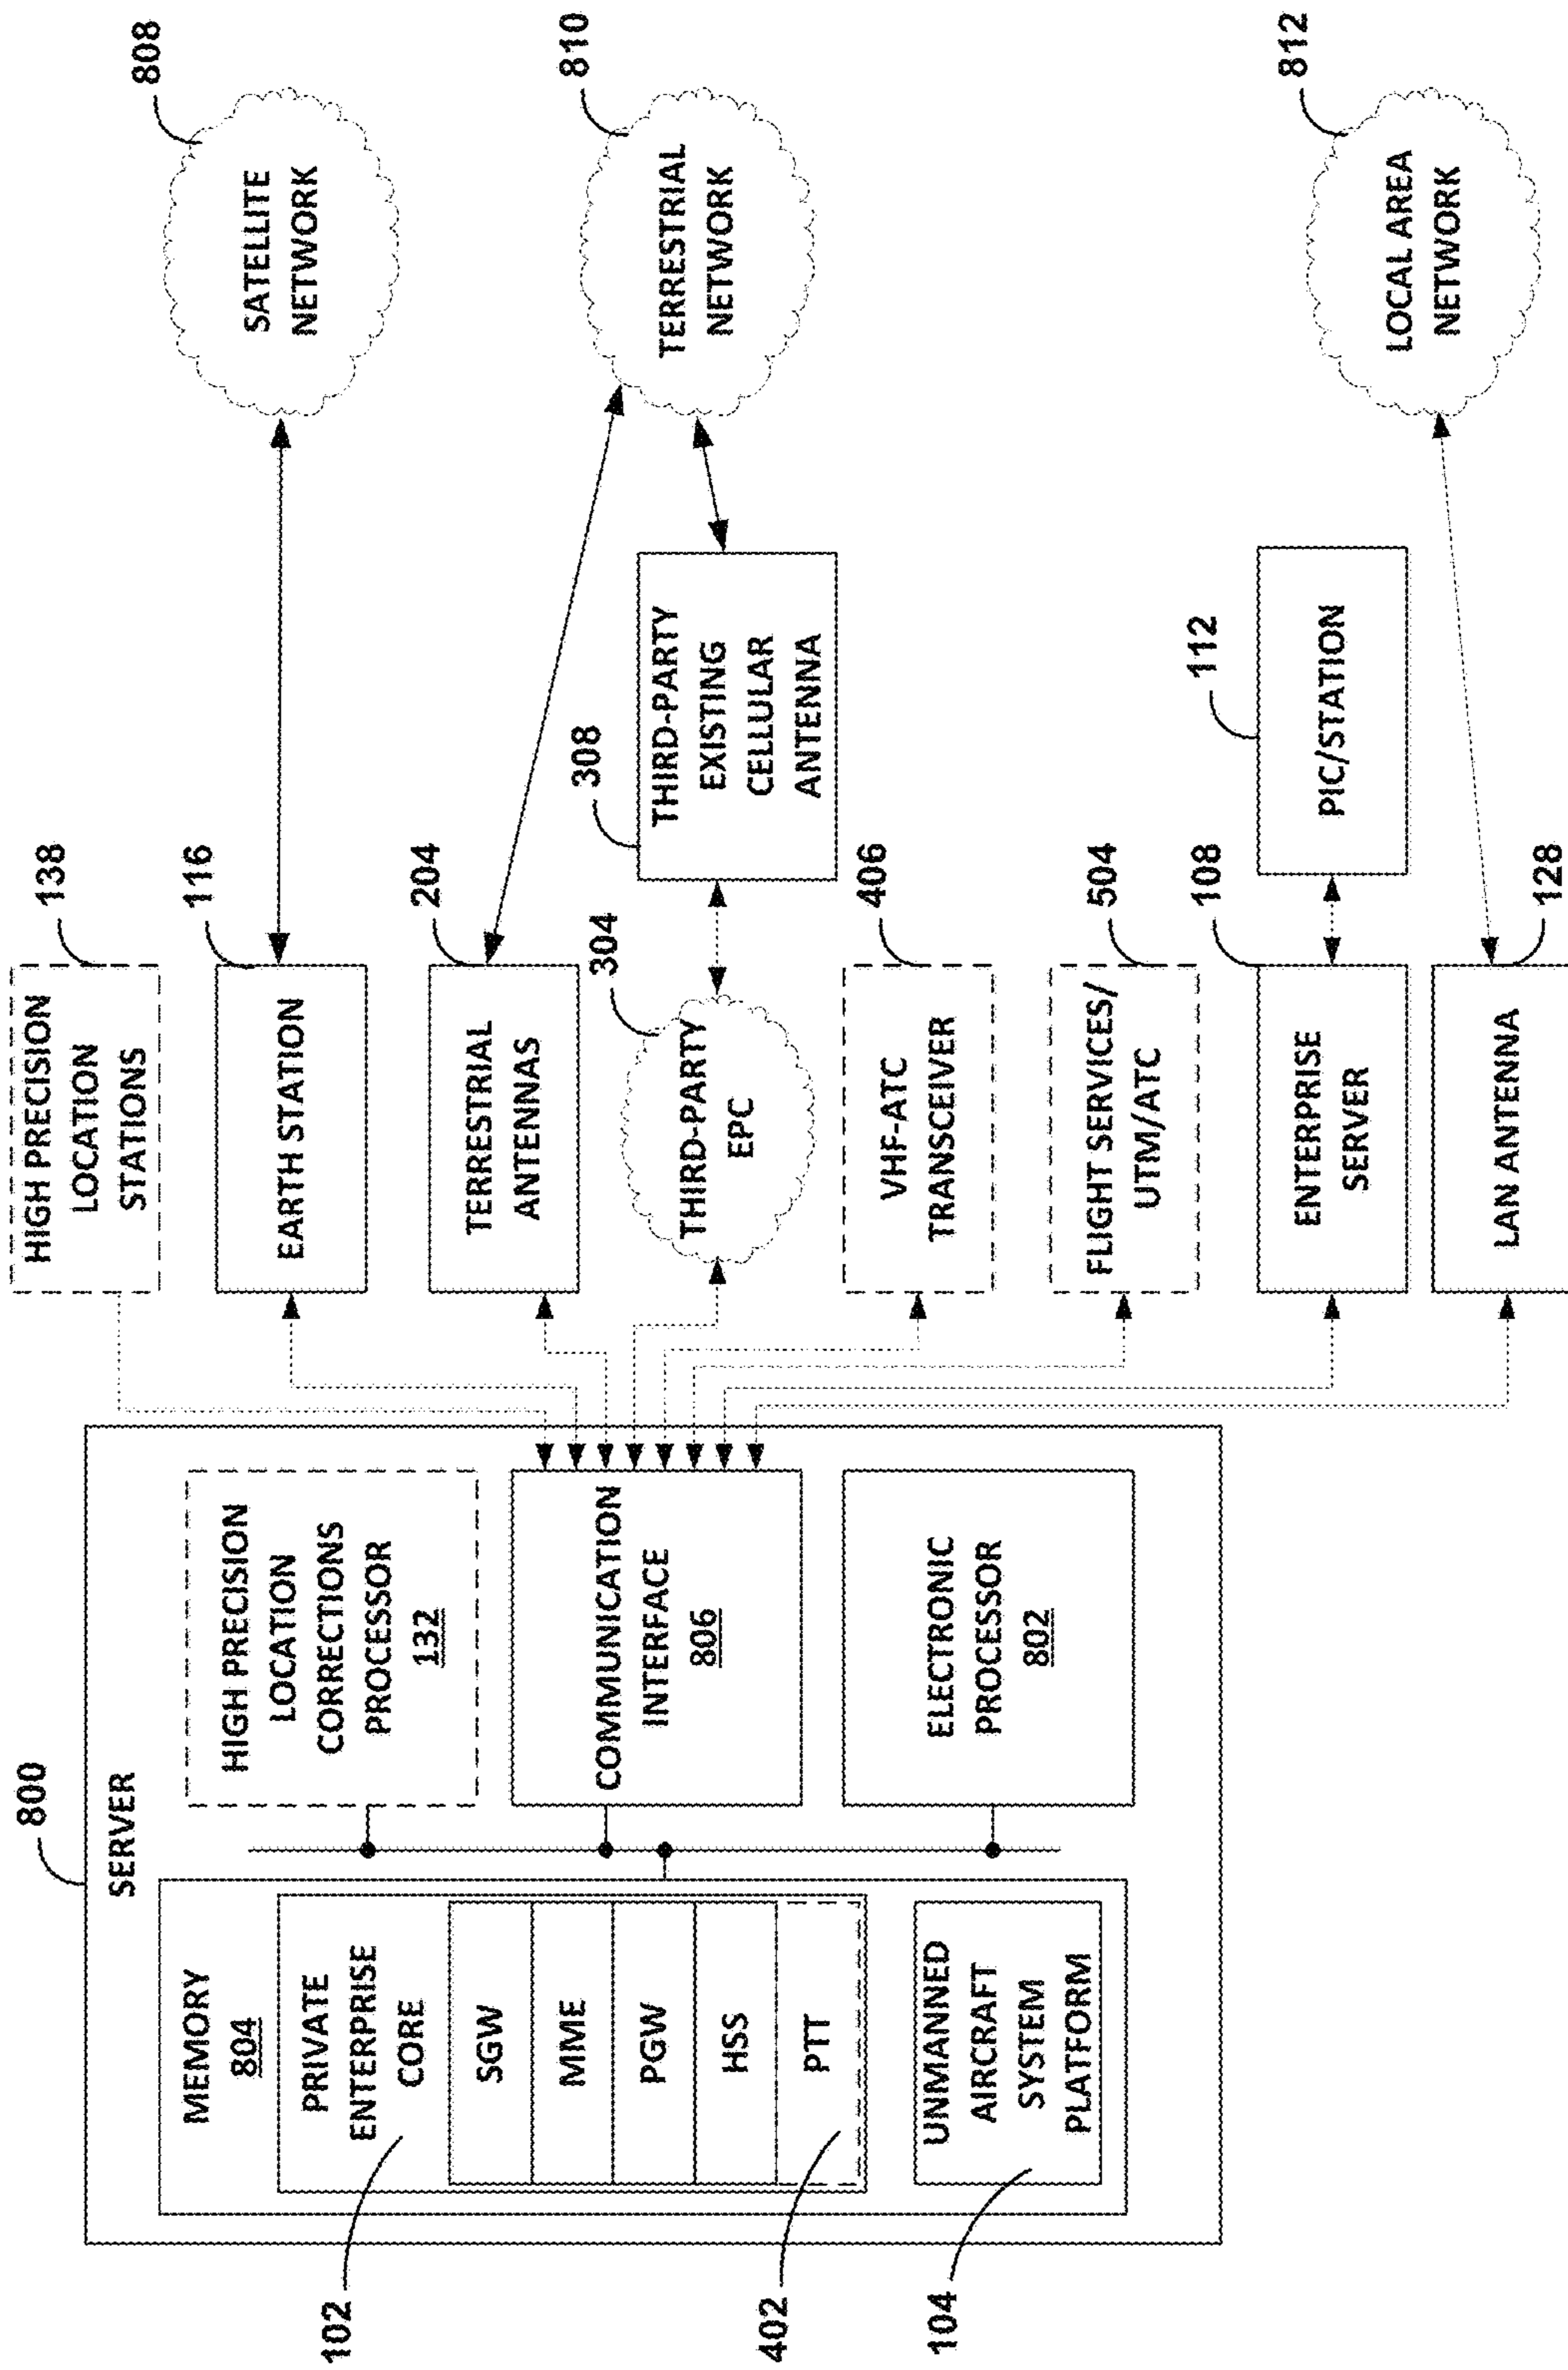 800
SERVER
MEMORY
804
PRIVATE
ENTERPRISE
CORE
102
SGW
MME
PGW
HSS
PTT
402
UNMANNED
AIRCRAFT
SYSTEM
PLATFORM
104
HIGH PRECISION
LOCATION
CORRECTIONS
PROCESSOR
132
COMMUNICATION
INTERFACE
806
ELECTRONIC
PROCESSOR
802
HIGH PRECISION
LOCATION
STATIONS
138
EARTH STATION
116
TERRESTRIAL
ANTENNAS
204
THIRD-PARTY
EPC
304
VHF-ATC
TRANSCEIVER
406
FLIGHT SERVICES/
UTM/ATC
504
ENTERPRISE
SERVER
108
LAN ANTENNA
128
THIRD-PARTY
EXISTING
CELLULAR
ANTENNA
308
PIC/STATION
112
SATELLITE
NETWORK
808
TERRESTRIAL
NETWORK
810
LOCAL AREA
NETWORK
812